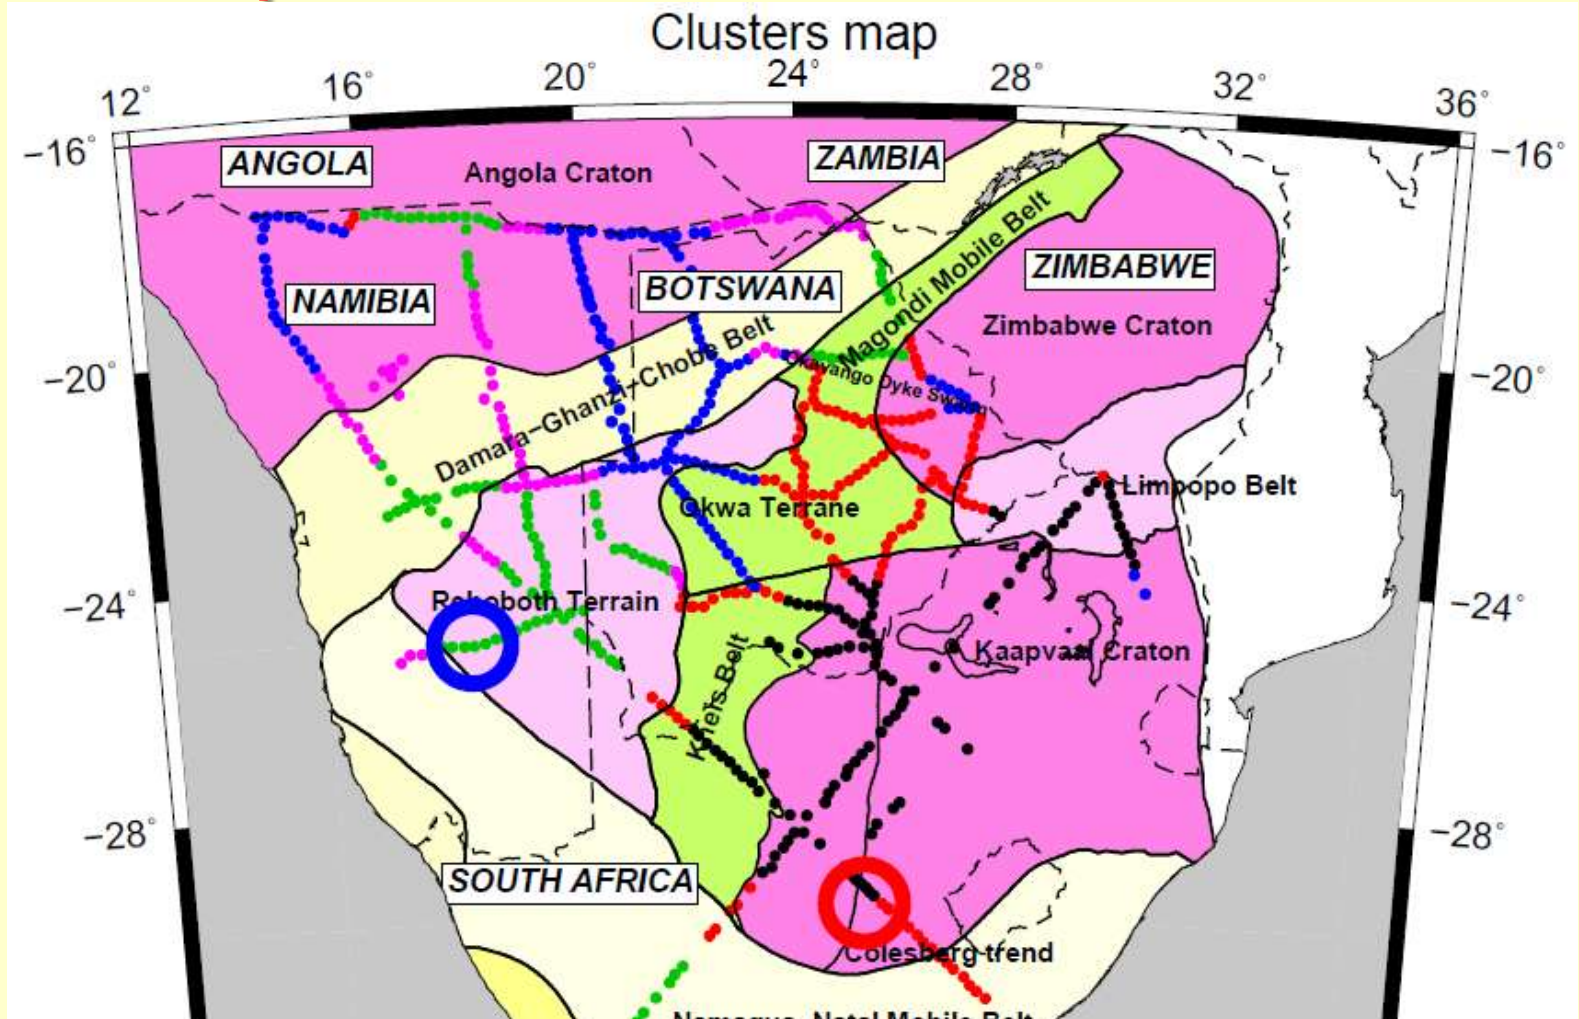 Clusters map
12° 16° 20° 24° 28° 32° 36°
−16° −16°
ANGOLA
Angola Craton
ZAMBIA
NAMIBIA
BOTSWANA
ZIMBABWE
Zimbabwe Craton
Magondi Mobile Belt
Damara−Ghanzi−Chobe Belt
Okavango Dyke Swarm
−20° −20°
Okwa Terrane
Limpopo Belt
−24° −24°
Rehoboth Terrain
Kaapvaal Craton
Kheis Belt
−28° −28°
SOUTH AFRICA
Colesberg trend
Namaqua−Natal Mobile Belt